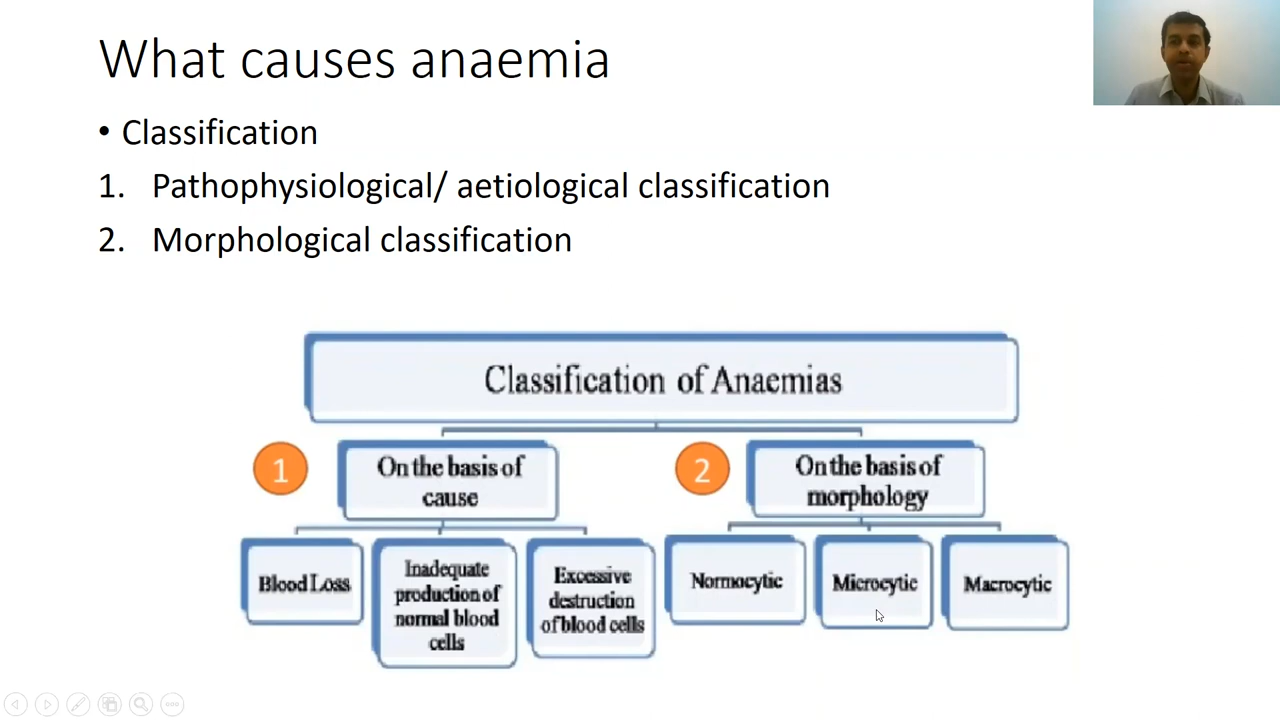 What causes anaemia
• Classification
1. Pathophysiological/ aetiological classification
2. Morphological classification
Classification of Anaemias
1
On the basis of
cause
2
On the basis of
morphology
Blood Loss
Inadequate
production of
normal blood
cells
Excessive
destruction
of blood cells
Normocytic
Microcytic
Macrocytic